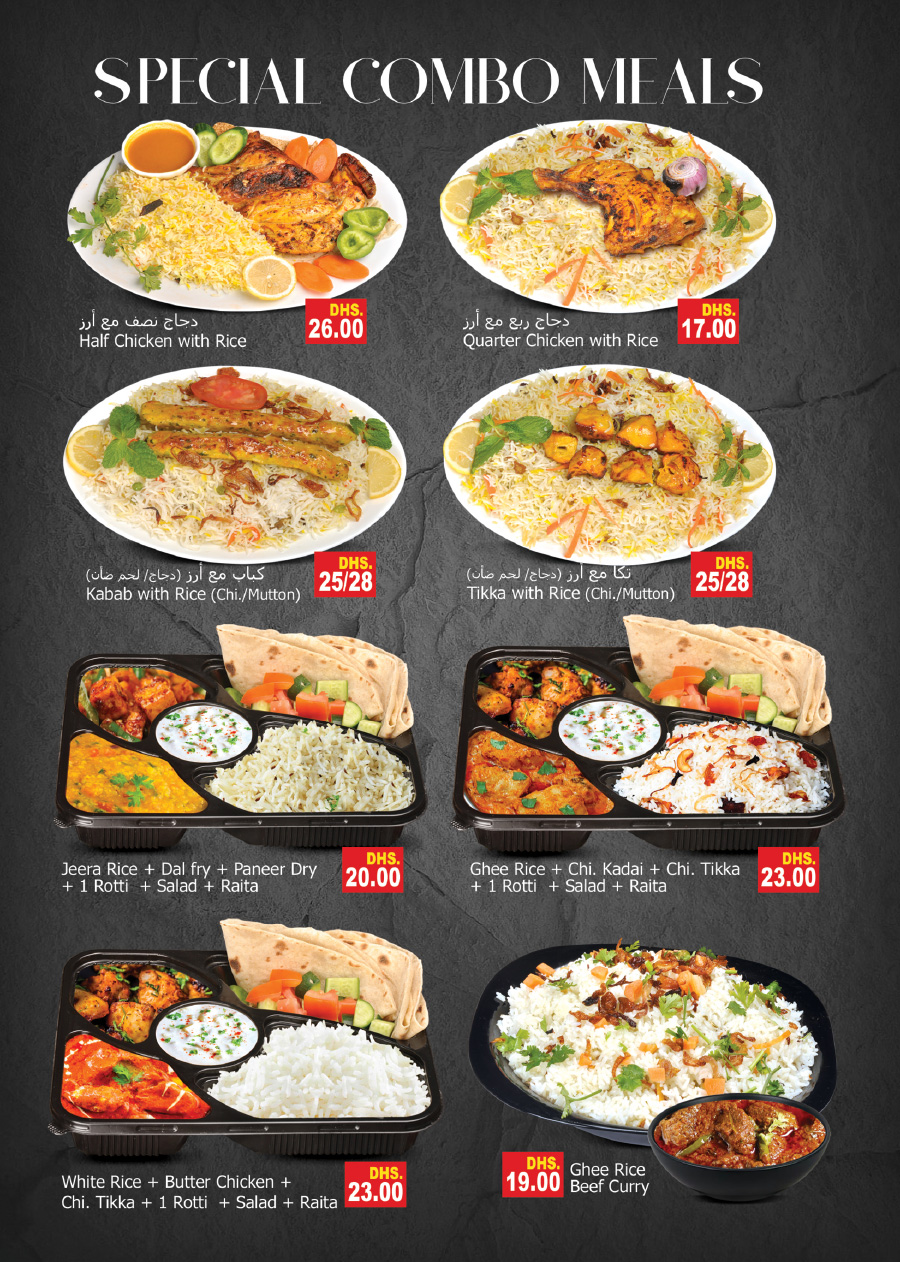 SPECIAL COMBO MEALS
دجاج نصف مع أرز
Half Chicken with Rice
DHS.
26.00
دجاج ربع مع أرز
Quarter Chicken with Rice
DHS.
17.00
كباب مع أرز (دجاج/ لحم ضأن)
Kabab with Rice (Chi./Mutton)
DHS.
25/28
تكا مع أرز (دجاج/ لحم ضأن)
Tikka with Rice (Chi./Mutton)
DHS.
25/28
Jeera Rice + Dal fry + Paneer Dry
+ 1 Rotti + Salad + Raita
DHS.
20.00
Ghee Rice + Chi. Kadai + Chi. Tikka
+ 1 Rotti + Salad + Raita
DHS.
23.00
White Rice + Butter Chicken +
Chi. Tikka + 1 Rotti + Salad + Raita
DHS.
23.00
DHS.
19.00
Ghee Rice
Beef Curry